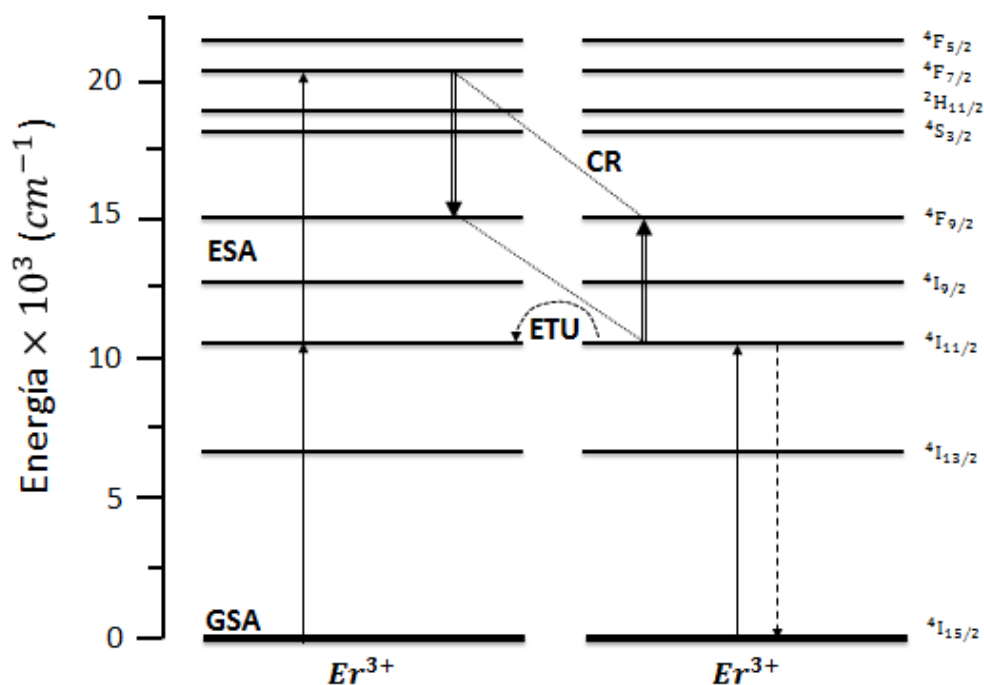 Energía × 10³ (cm⁻¹)
20
15
10
5
0
ESA
GSA
CR
ETU
⁴F₅/₂
⁴F₇/₂
²H₁₁/₂
⁴S₃/₂
⁴F₉/₂
⁴I₉/₂
⁴I₁₁/₂
⁴I₁₃/₂
⁴I₁₅/₂
Er³⁺
Er³⁺